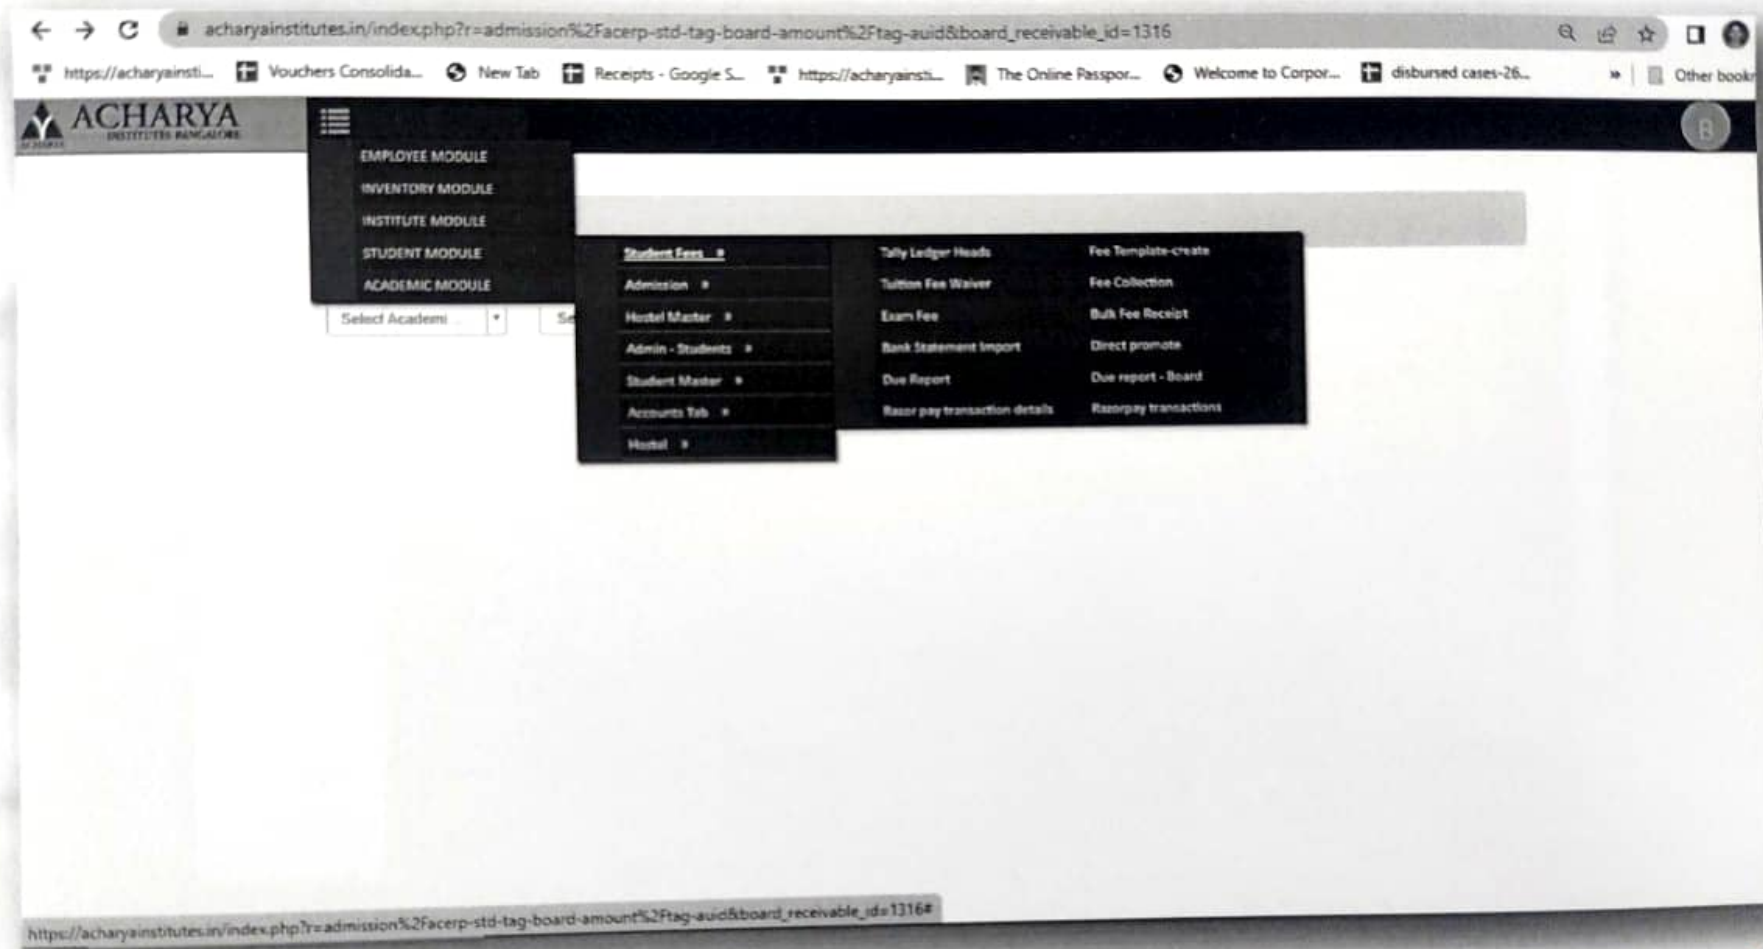 acharyainstitutes.in/index.php?r=admission%2Facerp-std-tag-board-amount%2Ftag-auid&board_receivable_id=1316
https://acharyainsti... Vouchers Consolida... New Tab Receipts - Google S... https://acharyainsti... The Online Passpor... Welcome to Corpor... disbursed cases-26... » Other bookr
ACHARYA
INSTITUTES BANGALORE
ACHARYA
B
EMPLOYEE MODULE
INVENTORY MODULE
INSTITUTE MODULE
STUDENT MODULE
ACADEMIC MODULE
Select Academi ...
Se
Student Fees »
Admission »
Hostel Master »
Admin - Students »
Student Master »
Accounts Tab »
Hostel »
Tally Ledger Heads
Tuition Fee Waiver
Exam Fee
Bank Statement Import
Due Report
Razor pay transaction details
Fee Template-create
Fee Collection
Bulk Fee Receipt
Direct promote
Due report - Board
Razorpay transactions
https://acharyainstitutes.in/index.php?r=admission%2Facerp-std-tag-board-amount%2Ftag-auid&board_receivable_id=1316#